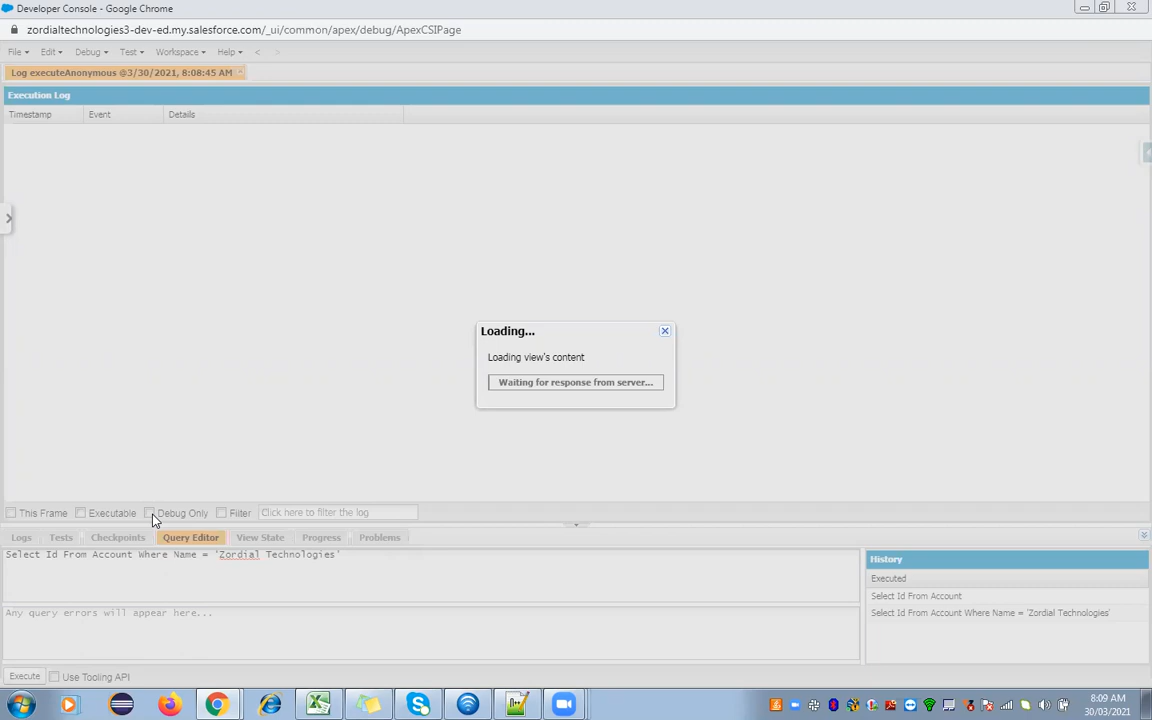 Developer Console - Google Chrome
zordialtechnologies3-dev-ed.my.salesforce.com/_ui/common/apex/debug/ApexCSIPage
File Edit Debug Test Workspace Help < >
Log executeAnonymous @3/30/2021, 8:08:45 AM
Execution Log
Timestamp Event Details
Loading...
Loading view's content
Waiting for response from server...
This Frame Executable Debug Only Filter Click here to filter the log
Logs Tests Checkpoints Query Editor View State Progress Problems
Select Id From Account Where Name = 'Zordial Technologies'
History
Executed
Select Id From Account
Select Id From Account Where Name = 'Zordial Technologies'
Any query errors will appear here...
Execute Use Tooling API
8:09 AM
30/03/2021